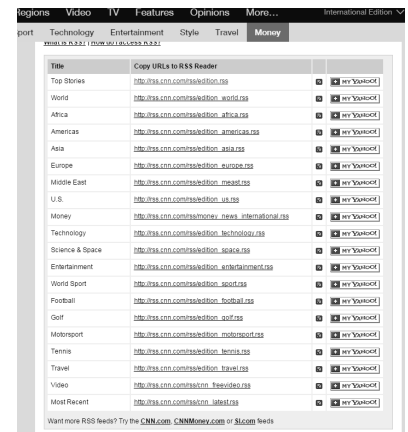 Regions Video TV Features Opinions More... International Edition
port Technology Entertainment Style Travel Money
What is RSS? | How do I access RSS?
Title Copy URLs to RSS Reader
Top Stories http://rss.cnn.com/rss/edition.rss MY YAHOO!
World http://rss.cnn.com/rss/edition_world.rss MY YAHOO!
Africa http://rss.cnn.com/rss/edition_africa.rss MY YAHOO!
Americas http://rss.cnn.com/rss/edition_americas.rss MY YAHOO!
Asia http://rss.cnn.com/rss/edition_asia.rss MY YAHOO!
Europe http://rss.cnn.com/rss/edition_europe.rss MY YAHOO!
Middle East http://rss.cnn.com/rss/edition_meast.rss MY YAHOO!
U.S. http://rss.cnn.com/rss/edition_us.rss MY YAHOO!
Money http://rss.cnn.com/rss/money_news_international.rss MY YAHOO!
Technology http://rss.cnn.com/rss/edition_technology.rss MY YAHOO!
Science & Space http://rss.cnn.com/rss/edition_space.rss MY YAHOO!
Entertainment http://rss.cnn.com/rss/edition_entertainment.rss MY YAHOO!
World Sport http://rss.cnn.com/rss/edition_sport.rss MY YAHOO!
Football http://rss.cnn.com/rss/edition_football.rss MY YAHOO!
Golf http://rss.cnn.com/rss/edition_golf.rss MY YAHOO!
Motorsport http://rss.cnn.com/rss/edition_motorsport.rss MY YAHOO!
Tennis http://rss.cnn.com/rss/edition_tennis.rss MY YAHOO!
Travel http://rss.cnn.com/rss/edition_travel.rss MY YAHOO!
Video http://rss.cnn.com/rss/cnn_freevideo.rss MY YAHOO!
Most Recent http://rss.cnn.com/rss/cnn_latest.rss MY YAHOO!
Want more RSS feeds? Try the CNN.com, CNNMoney.com or SI.com feeds